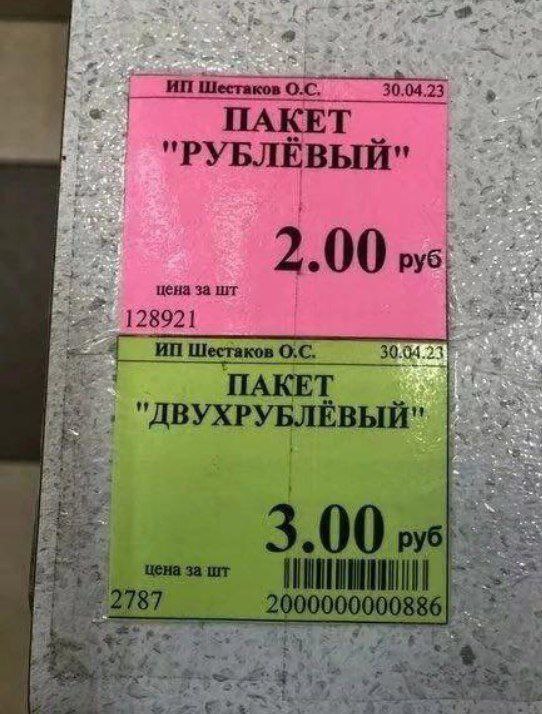 ИП Шестаков О.С. 30.04.23
ПАКЕТ
"РУБЛЁВЫЙ"
2.00 руб
цена за шт
128921
ИП Шестаков О.С. 30.04.23
ПАКЕТ
"ДВУХРУБЛЁВЫЙ"
3.00 руб
цена за шт
2787 2000000000886